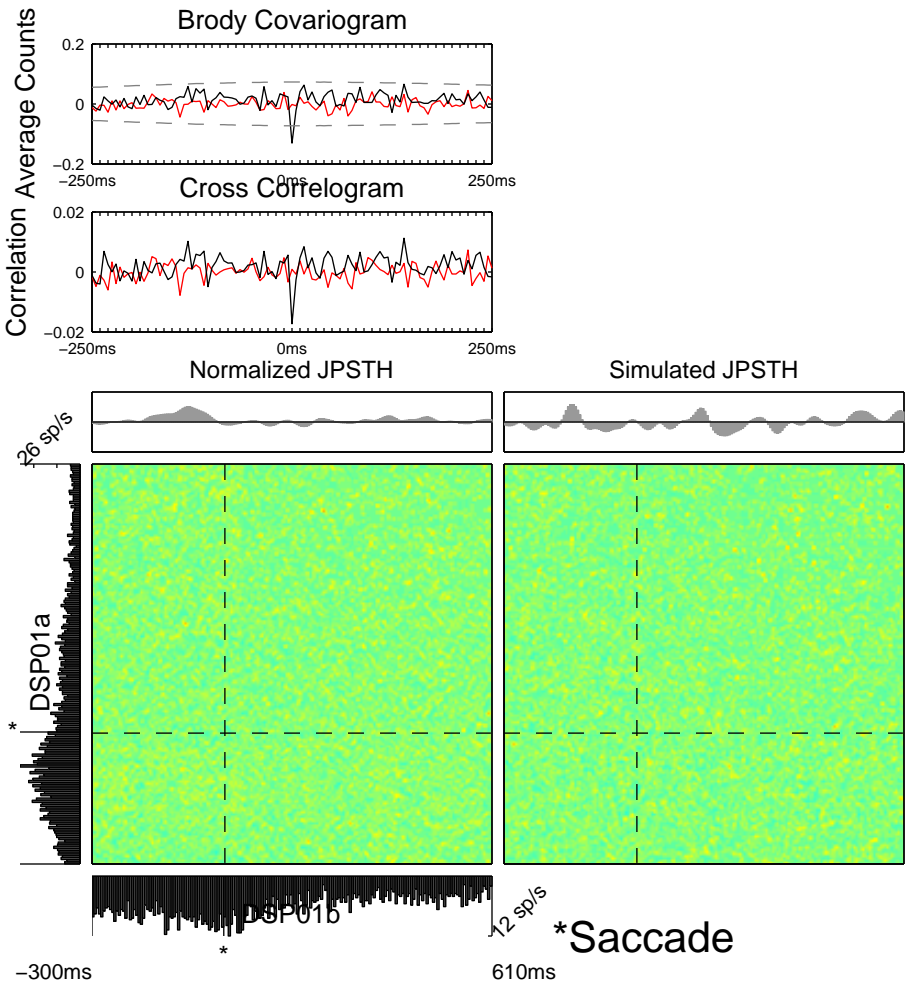 Brody Covariogram
Average Counts
0.2
0
−0.2
−250ms
0ms
250ms
Cross Correlogram
Correlation
0.02
0
−0.02
−250ms
0ms
250ms
Normalized JPSTH
Simulated JPSTH
26 sp/s
DSP01a
*
DSP01b
12 sp/s
*
*Saccade
−300ms
610ms